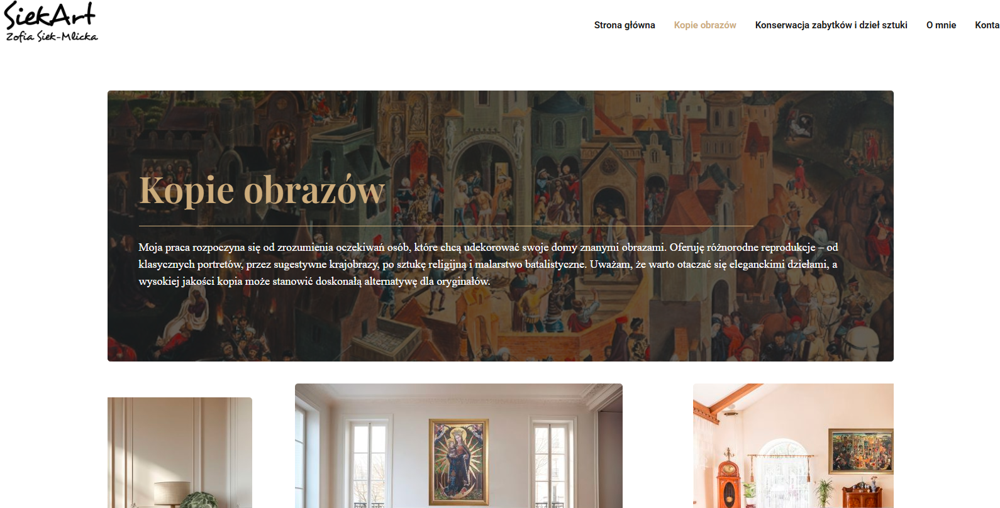 SiekArt
Zofia Siek-Mlicka
Strona główna Kopie obrazów Konserwacja zabytków i dzieł sztuki O mnie Konta
Kopie obrazów
Moja praca rozpoczyna się od zrozumienia oczekiwań osób, które chcą udekorować swoje domy znanymi obrazami. Oferuję różnorodne reprodukcje – od
klasycznych portretów, przez sugestywne krajobrazy, po sztukę religijną i malarstwo batalistyczne. Uważam, że warto otaczać się eleganckimi dziełami, a
wysokiej jakości kopia może stanowić doskonałą alternatywę dla oryginałów.